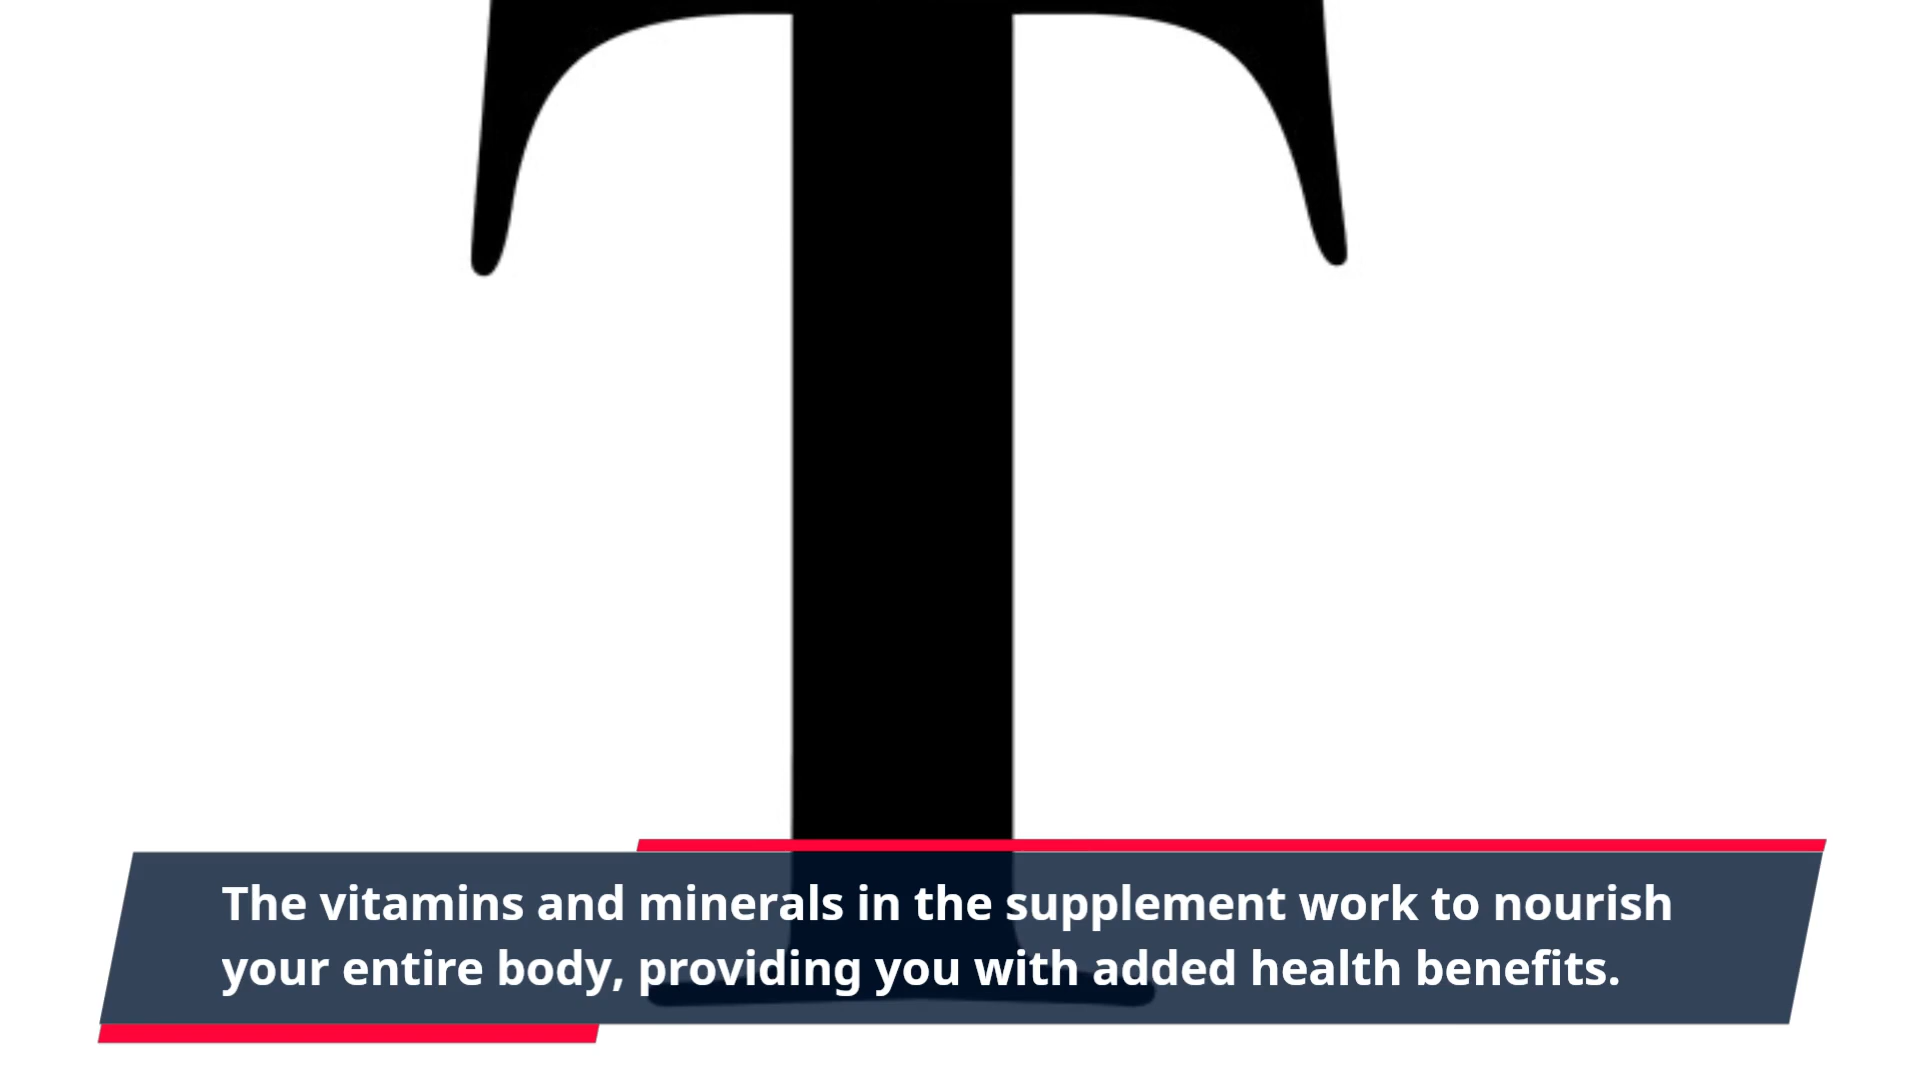 T
The vitamins and minerals in the supplement work to nourish
your entire body, providing you with added health benefits.